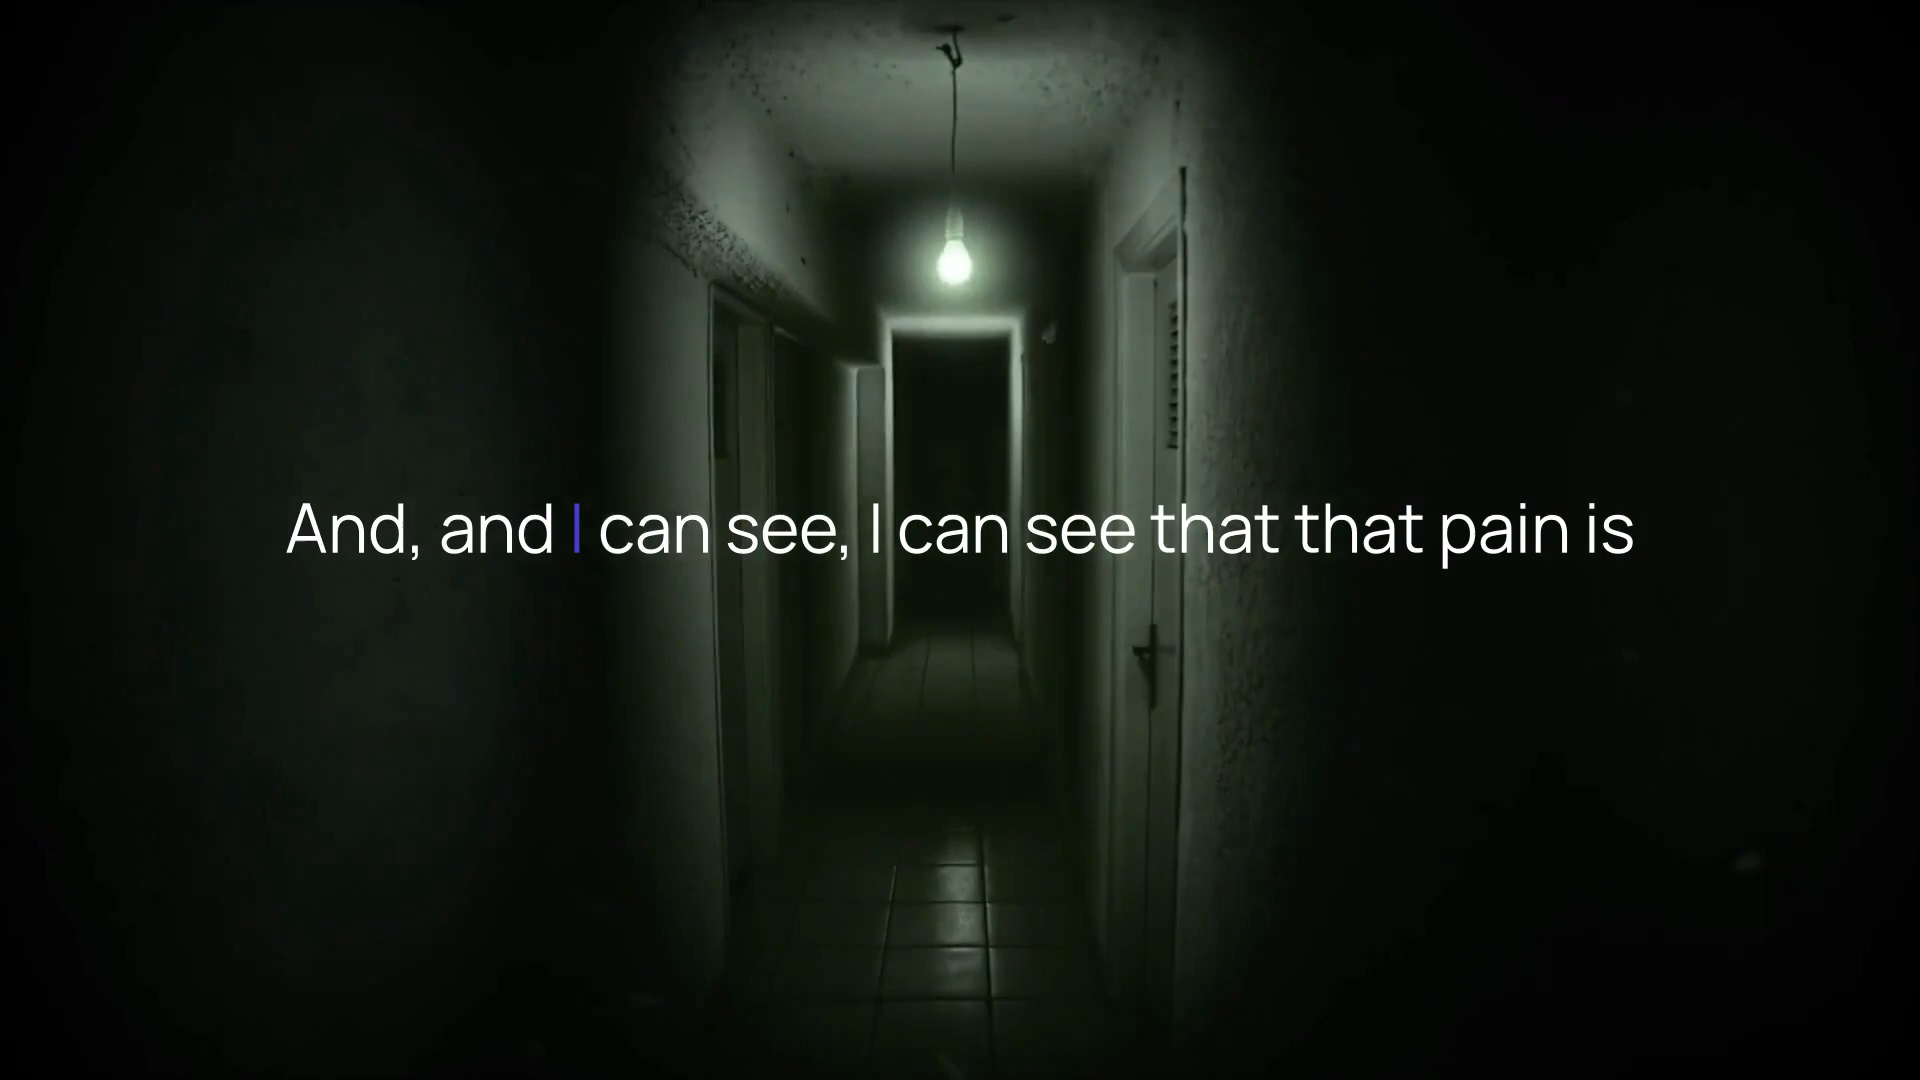 And, and I can see, I can see that that pain is